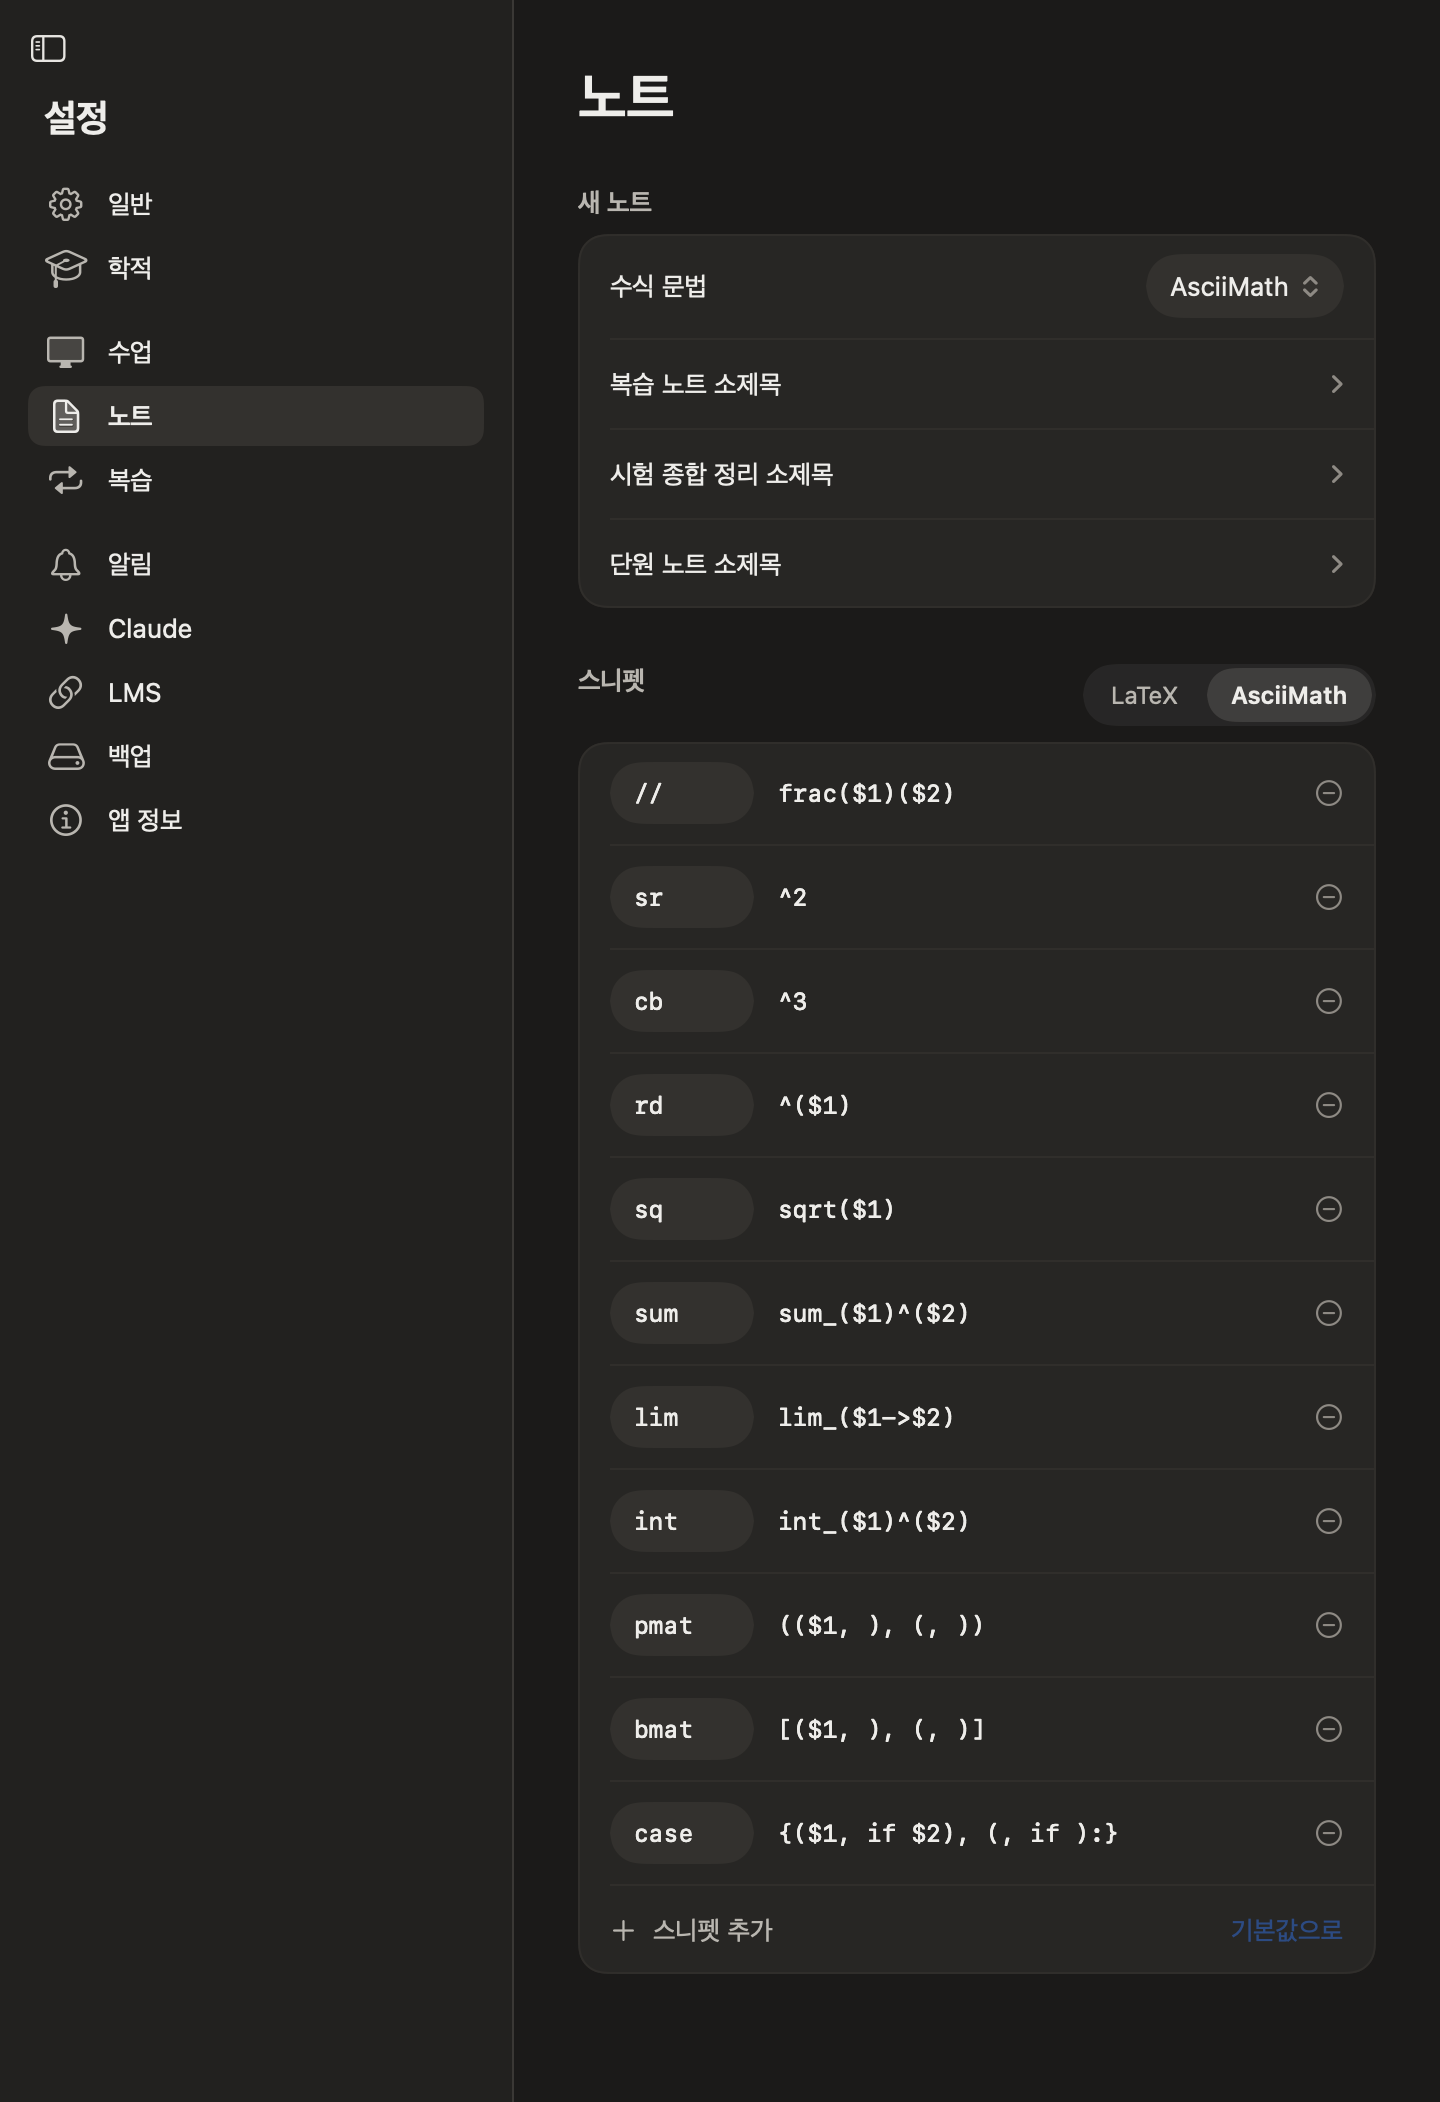 설정
일반
학적
수업
노트
복습
알림
Claude
LMS
백업
앱 정보
노트
새 노트
수식 문법 AsciiMath
복습 노트 소제목
시험 종합 정리 소제목
단원 노트 소제목
스니펫 LaTeX AsciiMath
// frac($1)($2)
sr ^2
cb ^3
rd ^($1)
sq sqrt($1)
sum sum_($1)^($2)
lim lim_($1->$2)
int int_($1)^($2)
pmat (($1, ), (, ))
bmat [($1, ), (, )]
case {($1, if $2), (, if ):}
+ 스니펫 추가 기본값으로